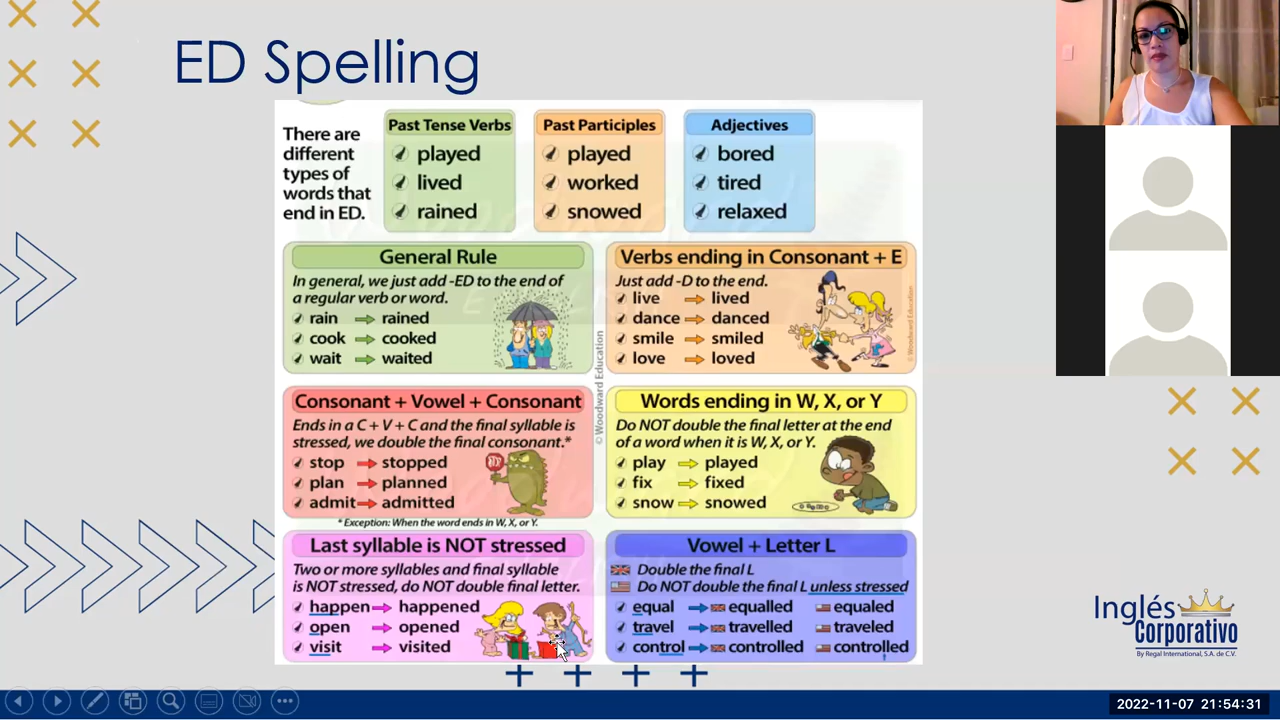 ED Spelling
There are
different
types of
words that
end in ED.
Past Tense Verbs
played
lived
rained
Past Participles
played
worked
snowed
Adjectives
bored
tired
relaxed
General Rule
In general, we just add -ED to the end of
a regular verb or word.
rain rained
cook cooked
wait waited
Verbs ending in Consonant + E
Just add -D to the end.
live lived
dance danced
smile smiled
love loved
© Woodward Education
© Woodward Education
Consonant + Vowel + Consonant
Ends in a C + V + C and the final syllable is
stressed, we double the final consonant.*
stop stopped
plan planned
admit admitted
* Exception: When the word ends in W, X, or Y.
Words ending in W, X, or Y
Do NOT double the final letter at the end
of a word when it is W, X, or Y.
play played
fix fixed
snow snowed
Last syllable is NOT stressed
Two or more syllables and final syllable
is NOT stressed, do NOT double final letter.
happen happened
open opened
visit visited
Vowel + Letter L
Double the final L
Do NOT double the final L unless stressed
equal equalled equaled
travel travelled traveled
control controlled controlled
Inglés
Corporativo
By Regal International, S.A. de C.V.
2022-11-07 21:54:31